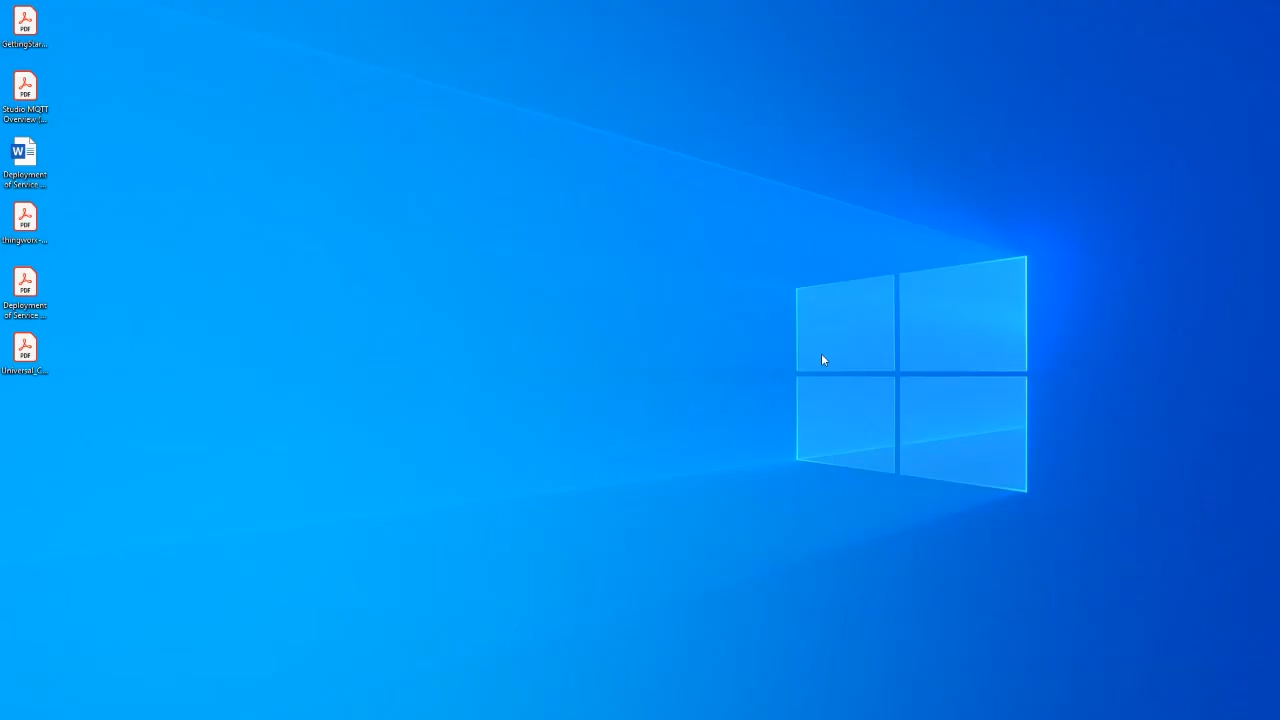 PDF
GettingStar...
PDF
Studio MQTT
Overview (...
W
Deployment
of Service ...
PDF
thingworx-...
PDF
Deployment
of Service ...
PDF
Universal_C...